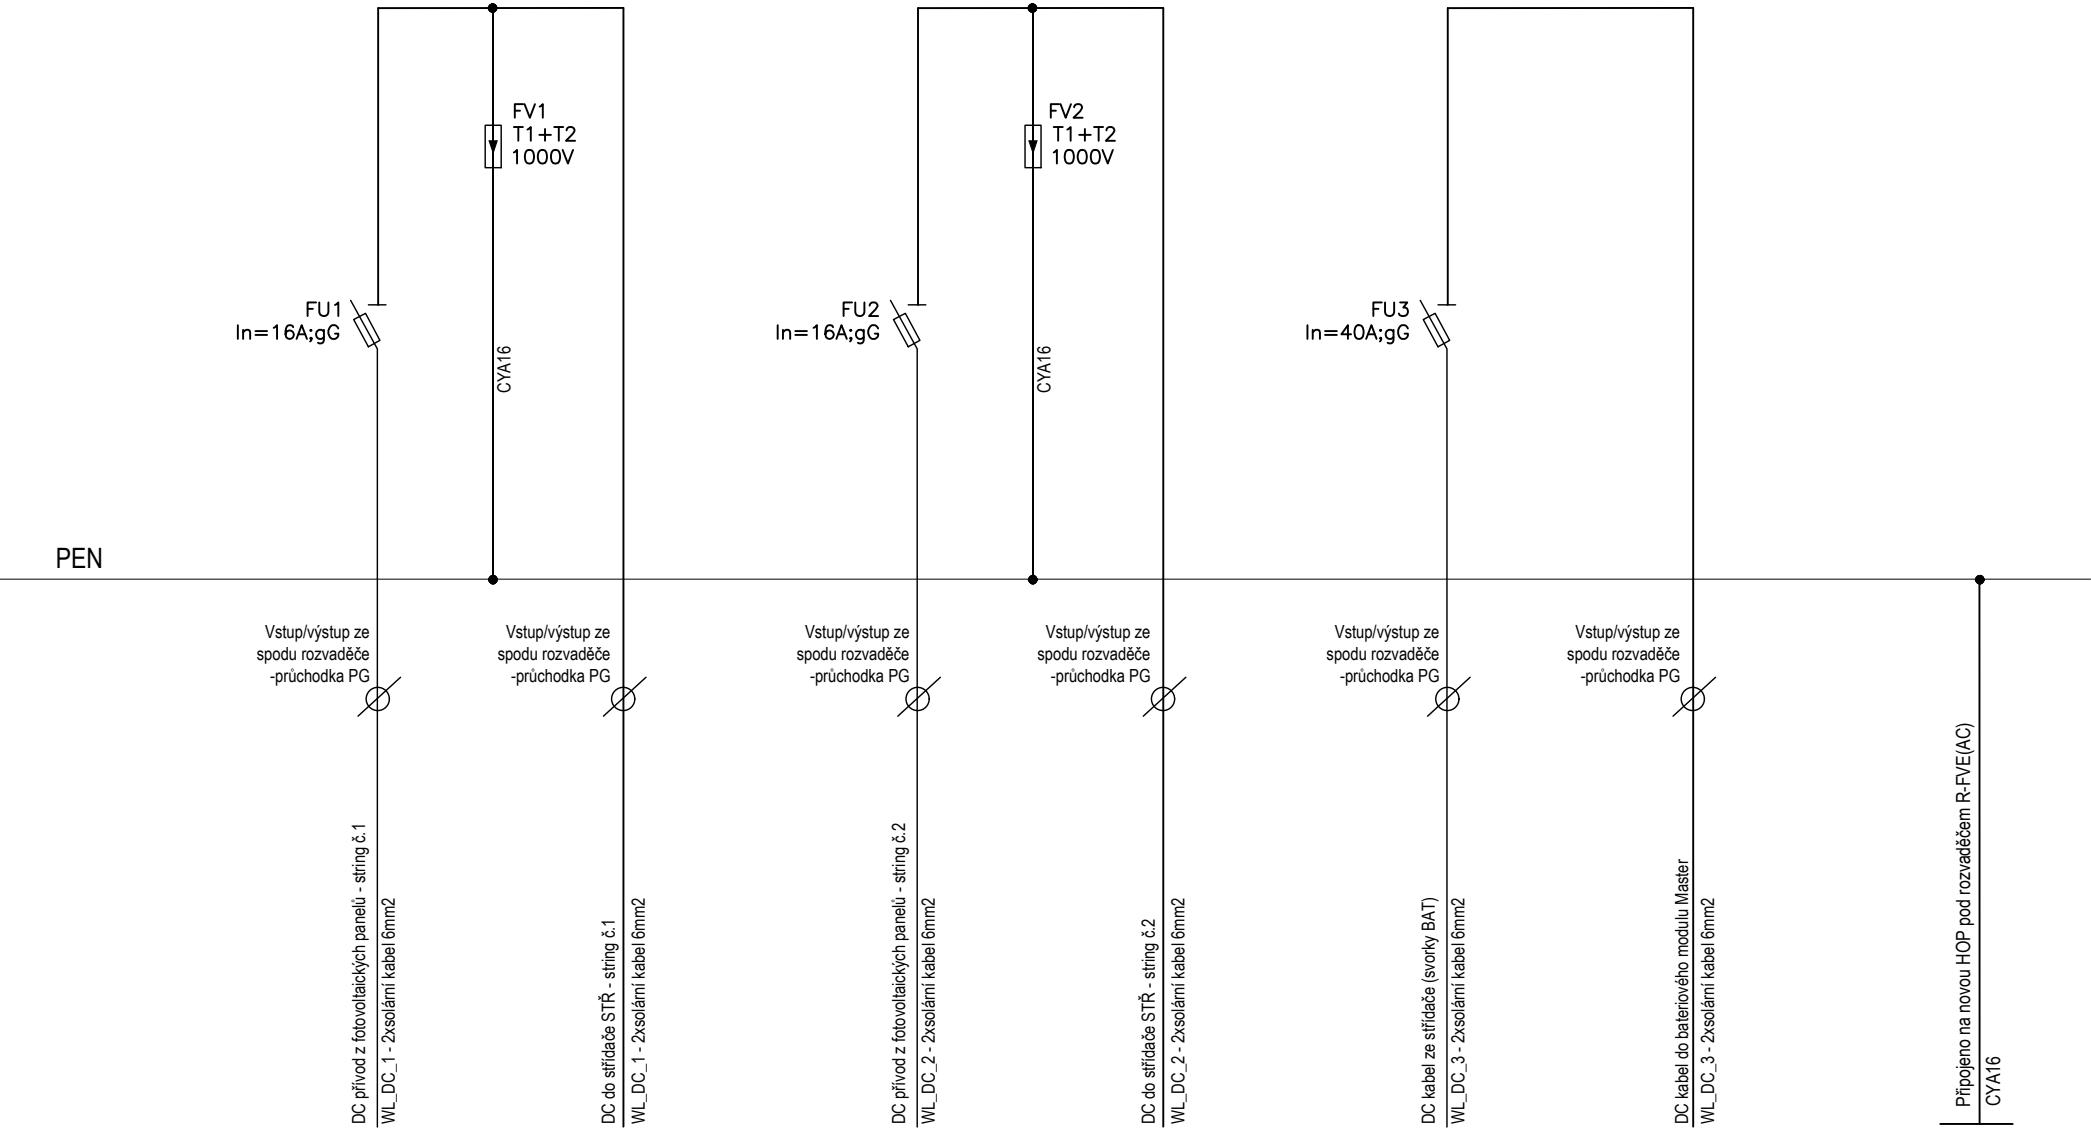 FV1
T1+T2
1000V
FV2
T1+T2
1000V
FU1
In=16A;gG
FU2
In=16A;gG
FU3
In=40A;gG
CYA16
CYA16
PEN
Vstup/výstup ze
spodu rozvaděče
-průchodka PG
Vstup/výstup ze
spodu rozvaděče
-průchodka PG
Vstup/výstup ze
spodu rozvaděče
-průchodka PG
Vstup/výstup ze
spodu rozvaděče
-průchodka PG
Vstup/výstup ze
spodu rozvaděče
-průchodka PG
Vstup/výstup ze
spodu rozvaděče
-průchodka PG
DC přívod z fotovoltaických panelů - string č.1
WL_DC_1 - 2xsolární kabel 6mm2
DC do střídače STŘ - string č.1
WL_DC_1 - 2xsolární kabel 6mm2
DC přívod z fotovoltaických panelů - string č.2
WL_DC_2 - 2xsolární kabel 6mm2
DC do střídače STŘ - string č.2
WL_DC_2 - 2xsolární kabel 6mm2
DC kabel ze střídače (svorky BAT)
WL_DC_3 - 2xsolární kabel 6mm2
DC kabel do bateriového modulu Master
WL_DC_3 - 2xsolární kabel 6mm2
Připojeno na novou HOP pod rozvaděčem R-FVE(AC)
CYA16